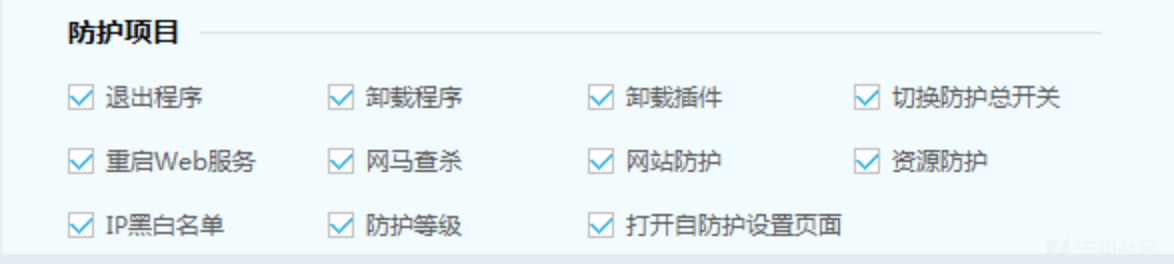 防护项目
退出程序 卸载程序 卸载插件 切换防护总开关
重启Web服务 网马查杀 网站防护 资源防护
IP黑白名单 防护等级 打开自防护设置页面
先知社区